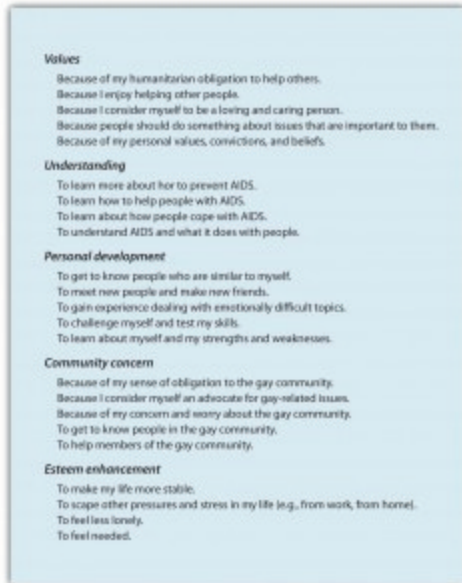 Values
Because of my humanitarian obligation to help others.
Because I enjoy helping other people.
Because I consider myself to be a loving and caring person.
Because people should do something about issues that are important to them.
Because of my personal values, convictions, and beliefs.
Understanding
To learn more about hor to prevent AIDS.
To learn how to help people with AIDS.
To learn about how people cope with AIDS.
To understand AIDS and what it does with people.
Personal development
To get to know people who are similar to myself.
To meet new people and make new friends.
To gain experience dealing with emotionally difficult topics.
To challenge myself and test my skills.
To learn about myself and my strengths and weaknesses.
Community concern
Because of my sense of obligation to the gay community.
Because I consider myself an advocate for gay-related issues.
Because of my concern and worry about the gay community.
To get to know people in the gay community.
To help members of the gay community.
Esteem enhancement
To make my life more stable.
To scape other pressures and stress in my life (e.g., from work, from home).
To feel less lonely.
To feel needed.